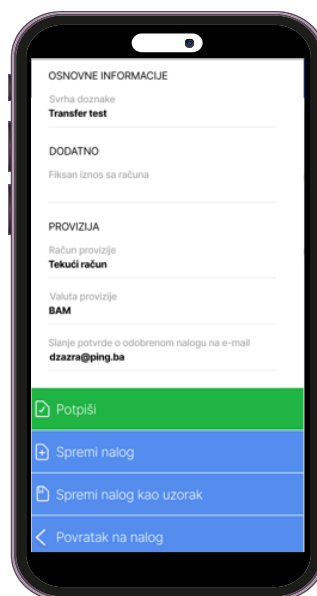 OSNOVNE INFORMACIJE
Svrha doznake
Transfer test
DODATNO
Fiksan iznos sa računa
PROVIZIJA
Račun provizije
Tekući račun
Valuta provizije
BAM
Slanje potvrde o odobrenom nalogu na e-mail
dzazra@ping.ba
Potpiši
Spremi nalog
Spremi nalog kao uzorak
Povratak na nalog